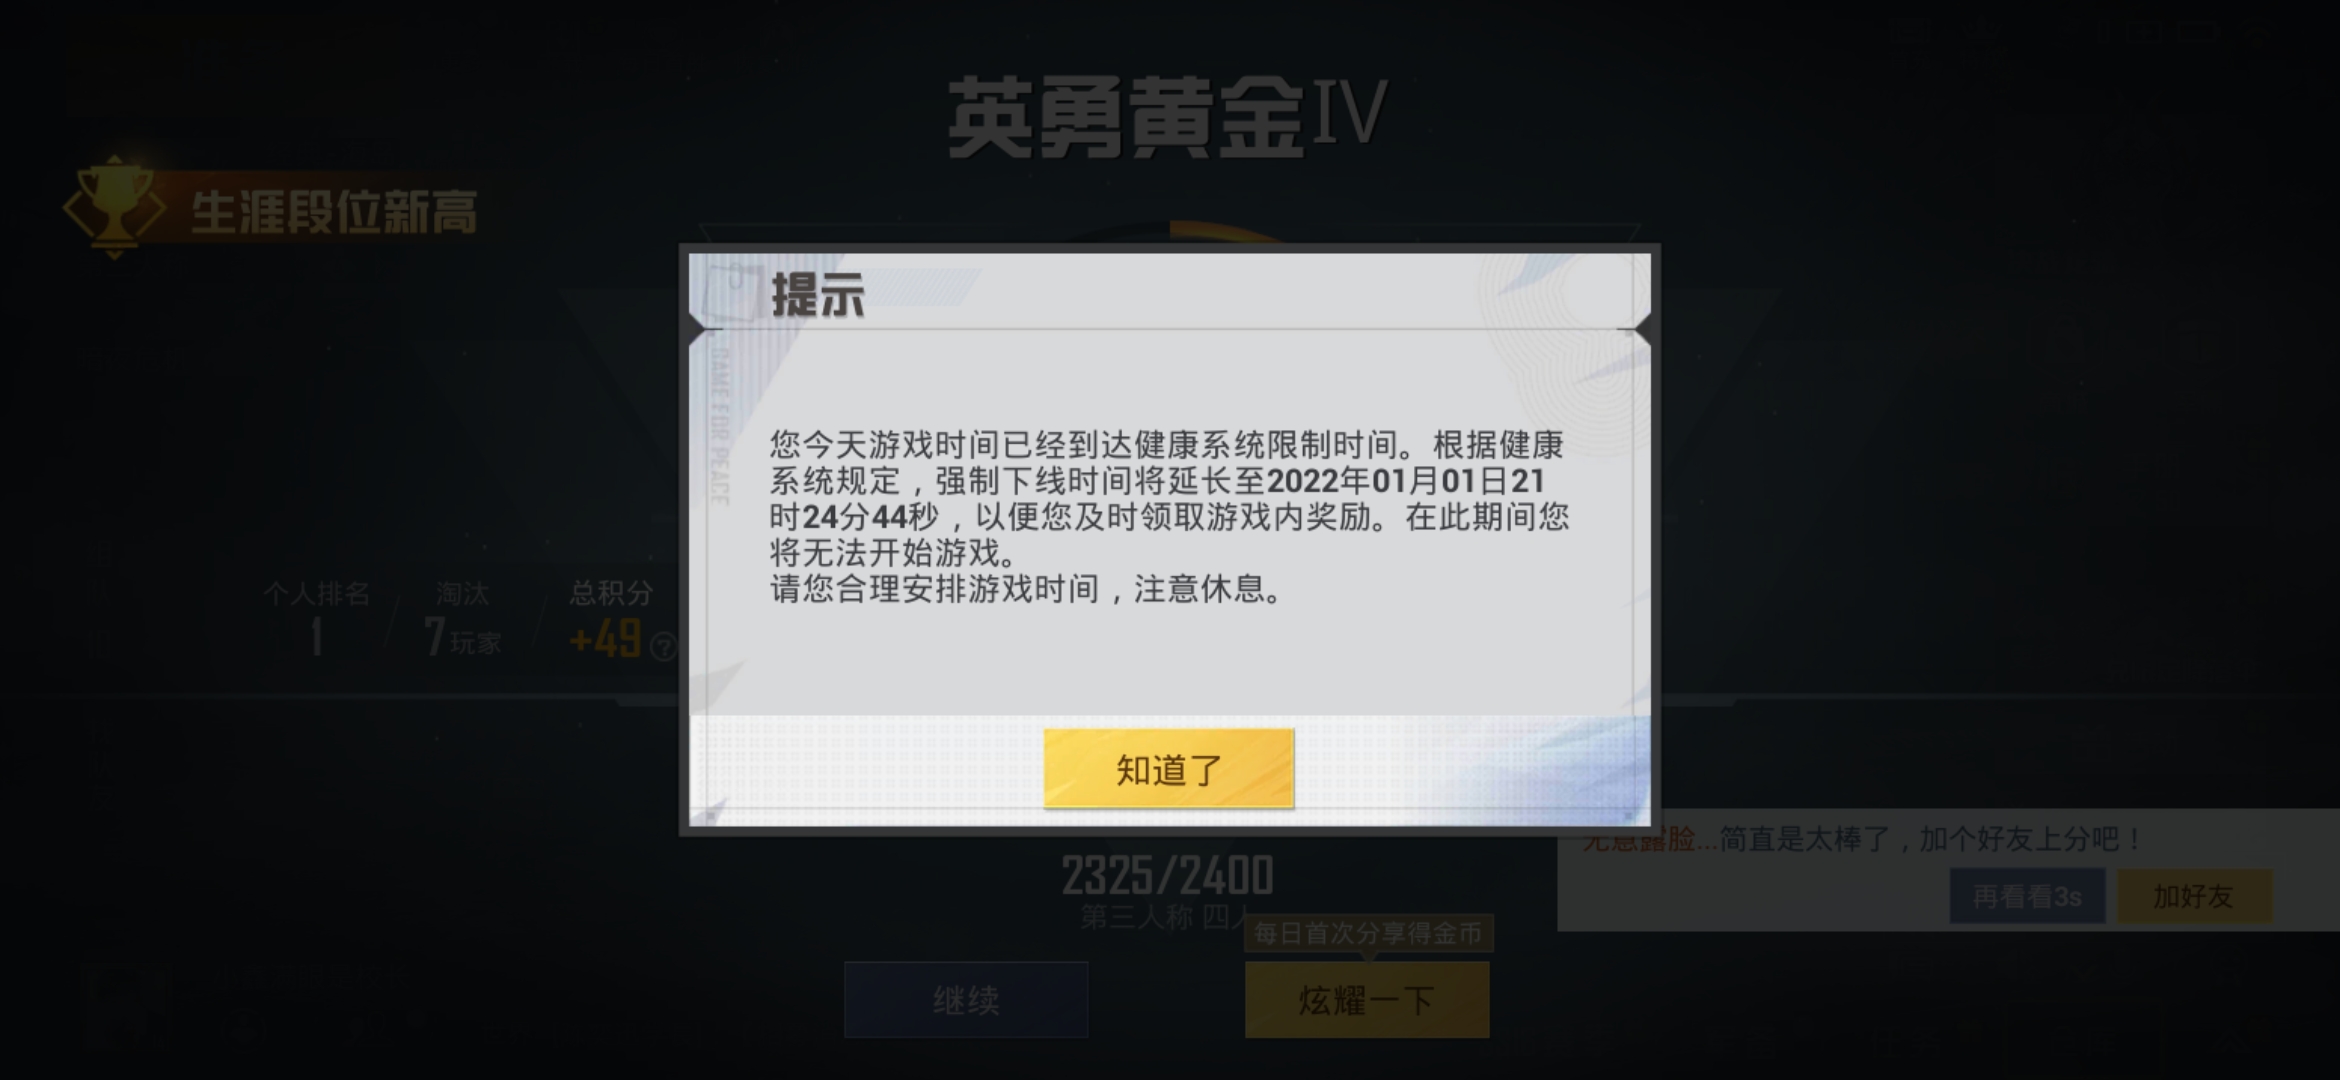 英勇黄金IV
生涯段位新高
提示
GAME FOR PEACE
您今天游戏时间已经到达健康系统限制时间。根据健康
系统规定，强制下线时间将延长至2022年01月01日21
时24分44秒，以便您及时领取游戏内奖励。在此期间您
将无法开始游戏。
请您合理安排游戏时间，注意休息。
个人排名
淘汰
总积分
1
7玩家
+49
?
知道了
无意露脸...简直是太棒了，加个好友上分吧！
再看看3s
加好友
2325/2400
第三人称 四人
每日首次分享得金币
继续
炫耀一下